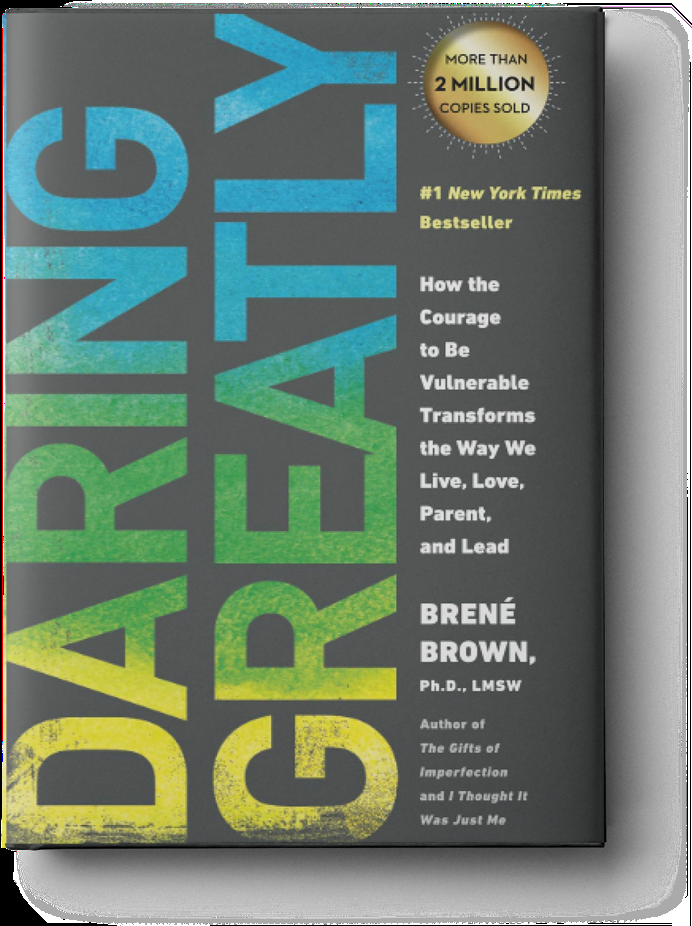 DARING
GREATLY
MORE THAN
2 MILLION
COPIES SOLD
#1 New York Times
Bestseller
How the
Courage
to Be
Vulnerable
Transforms
the Way We
Live, Love,
Parent,
and Lead
BRENÉ
BROWN,
Ph.D., LMSW
Author of
The Gifts of
Imperfection
and I Thought It
Was Just Me